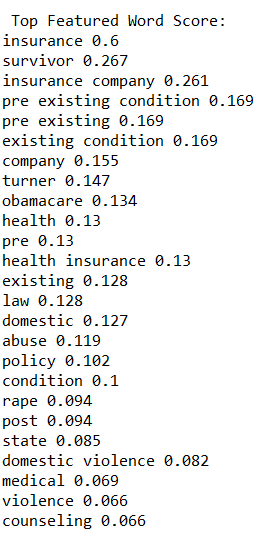 Top Featured Word Score:
insurance 0.6
survivor 0.267
insurance company 0.261
pre existing condition 0.169
pre existing 0.169
existing condition 0.169
company 0.155
turner 0.147
obamacare 0.134
health 0.13
pre 0.13
health insurance 0.13
existing 0.128
law 0.128
domestic 0.127
abuse 0.119
policy 0.102
condition 0.1
rape 0.094
post 0.094
state 0.085
domestic violence 0.082
medical 0.069
violence 0.066
counseling 0.066